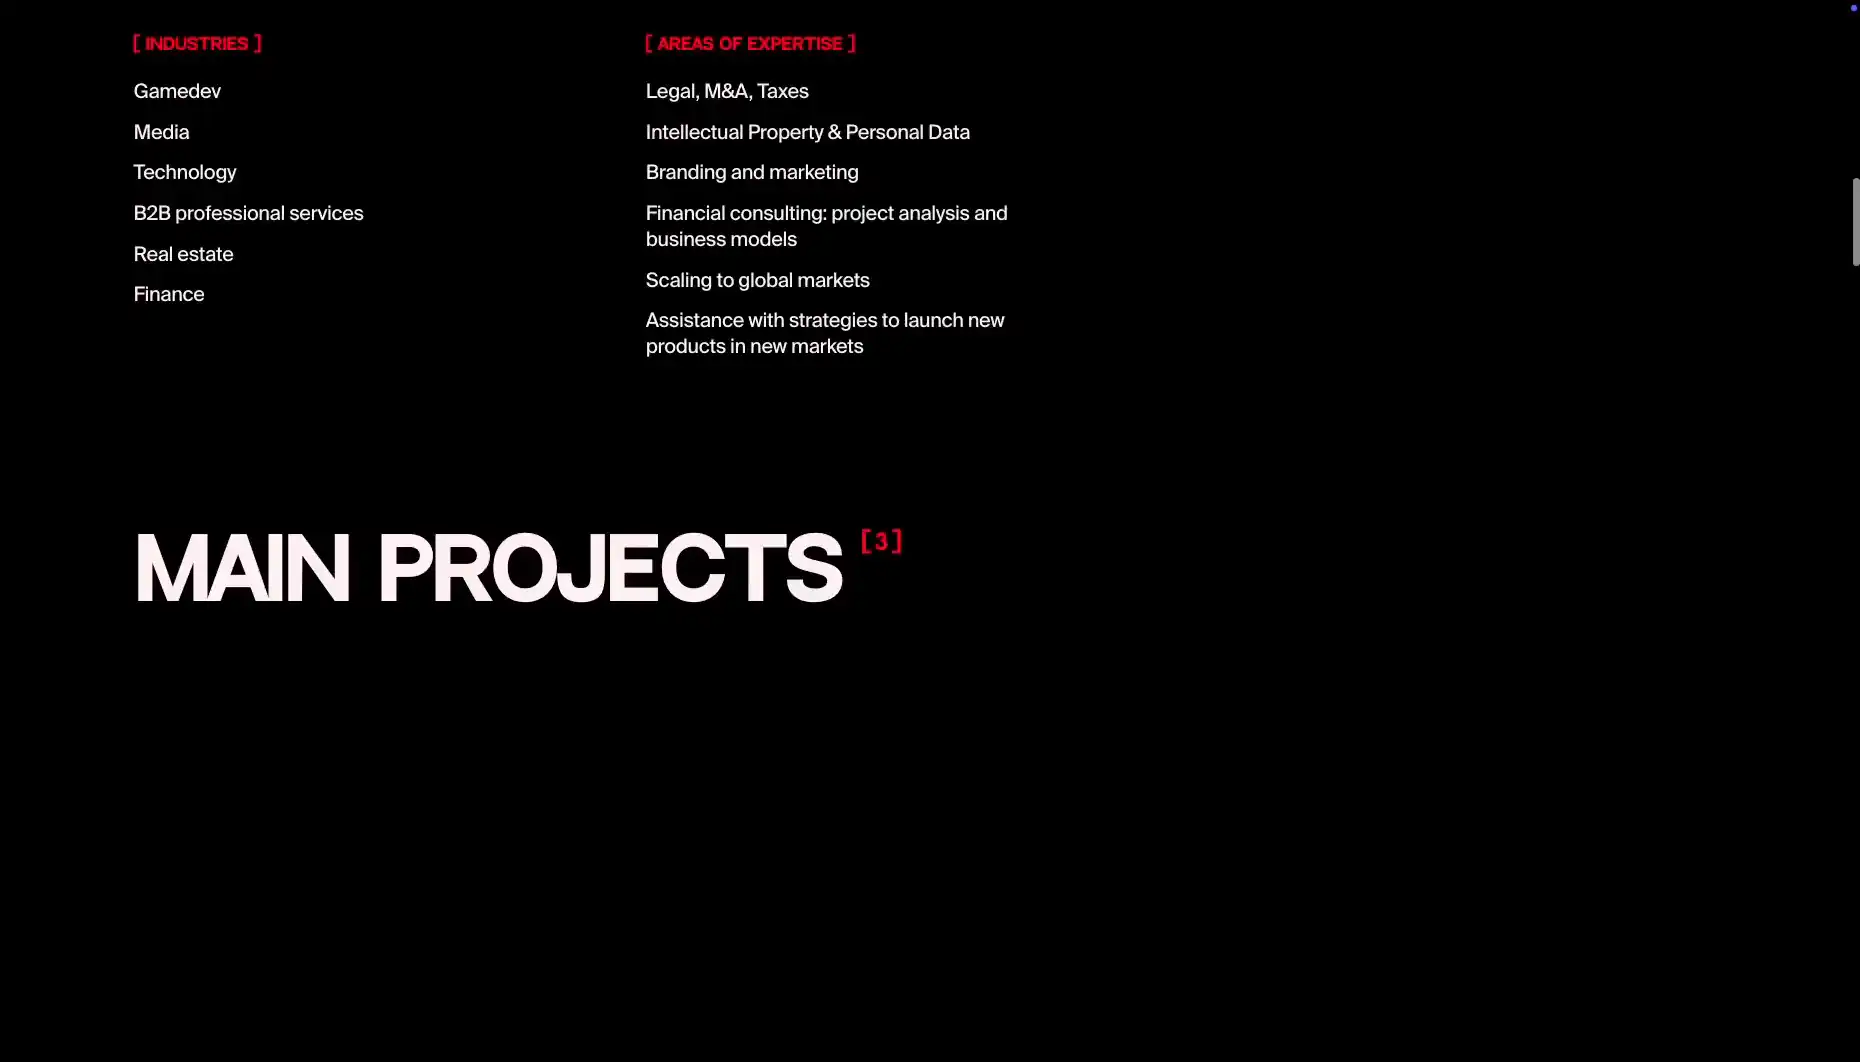 [ INDUSTRIES ]
Gamedev
Media
Technology
B2B professional services
Real estate
Finance
[ AREAS OF EXPERTISE ]
Legal, M&A, Taxes
Intellectual Property & Personal Data
Branding and marketing
Financial consulting: project analysis and
business models
Scaling to global markets
Assistance with strategies to launch new
products in new markets
MAIN PROJECTS [3]